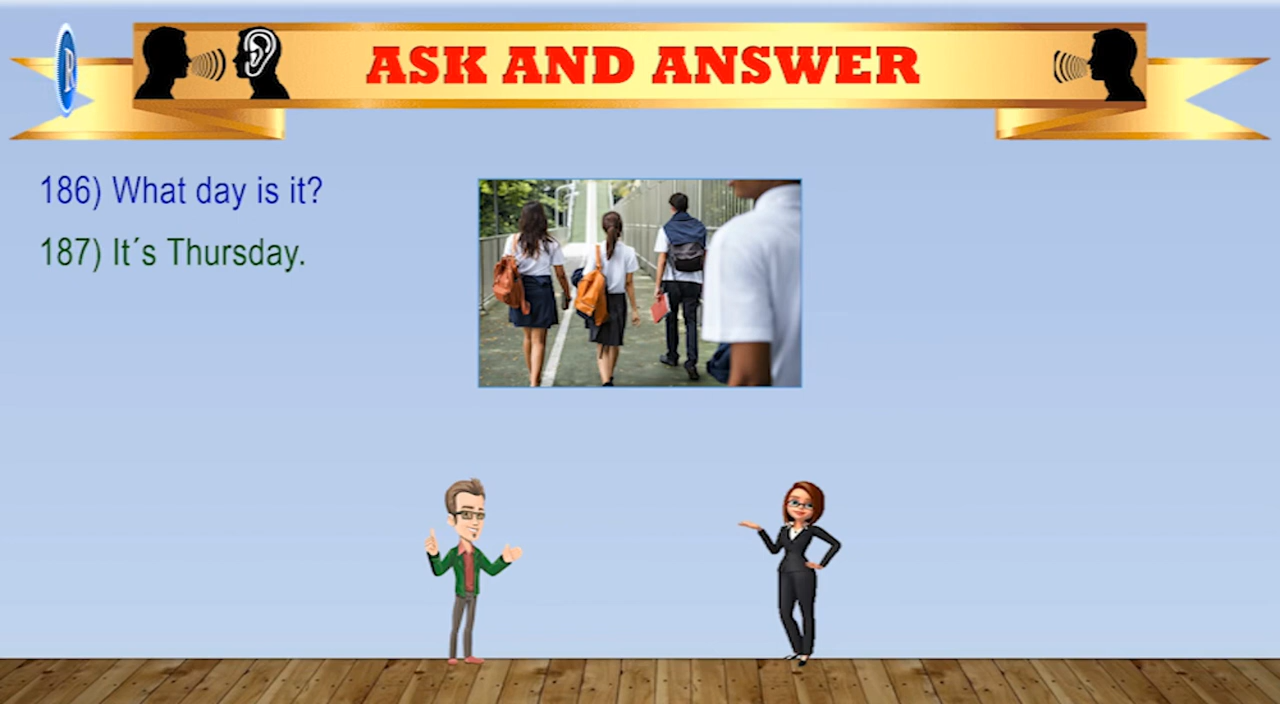 R
ASK AND ANSWER
186) What day is it?
187) It´s Thursday.